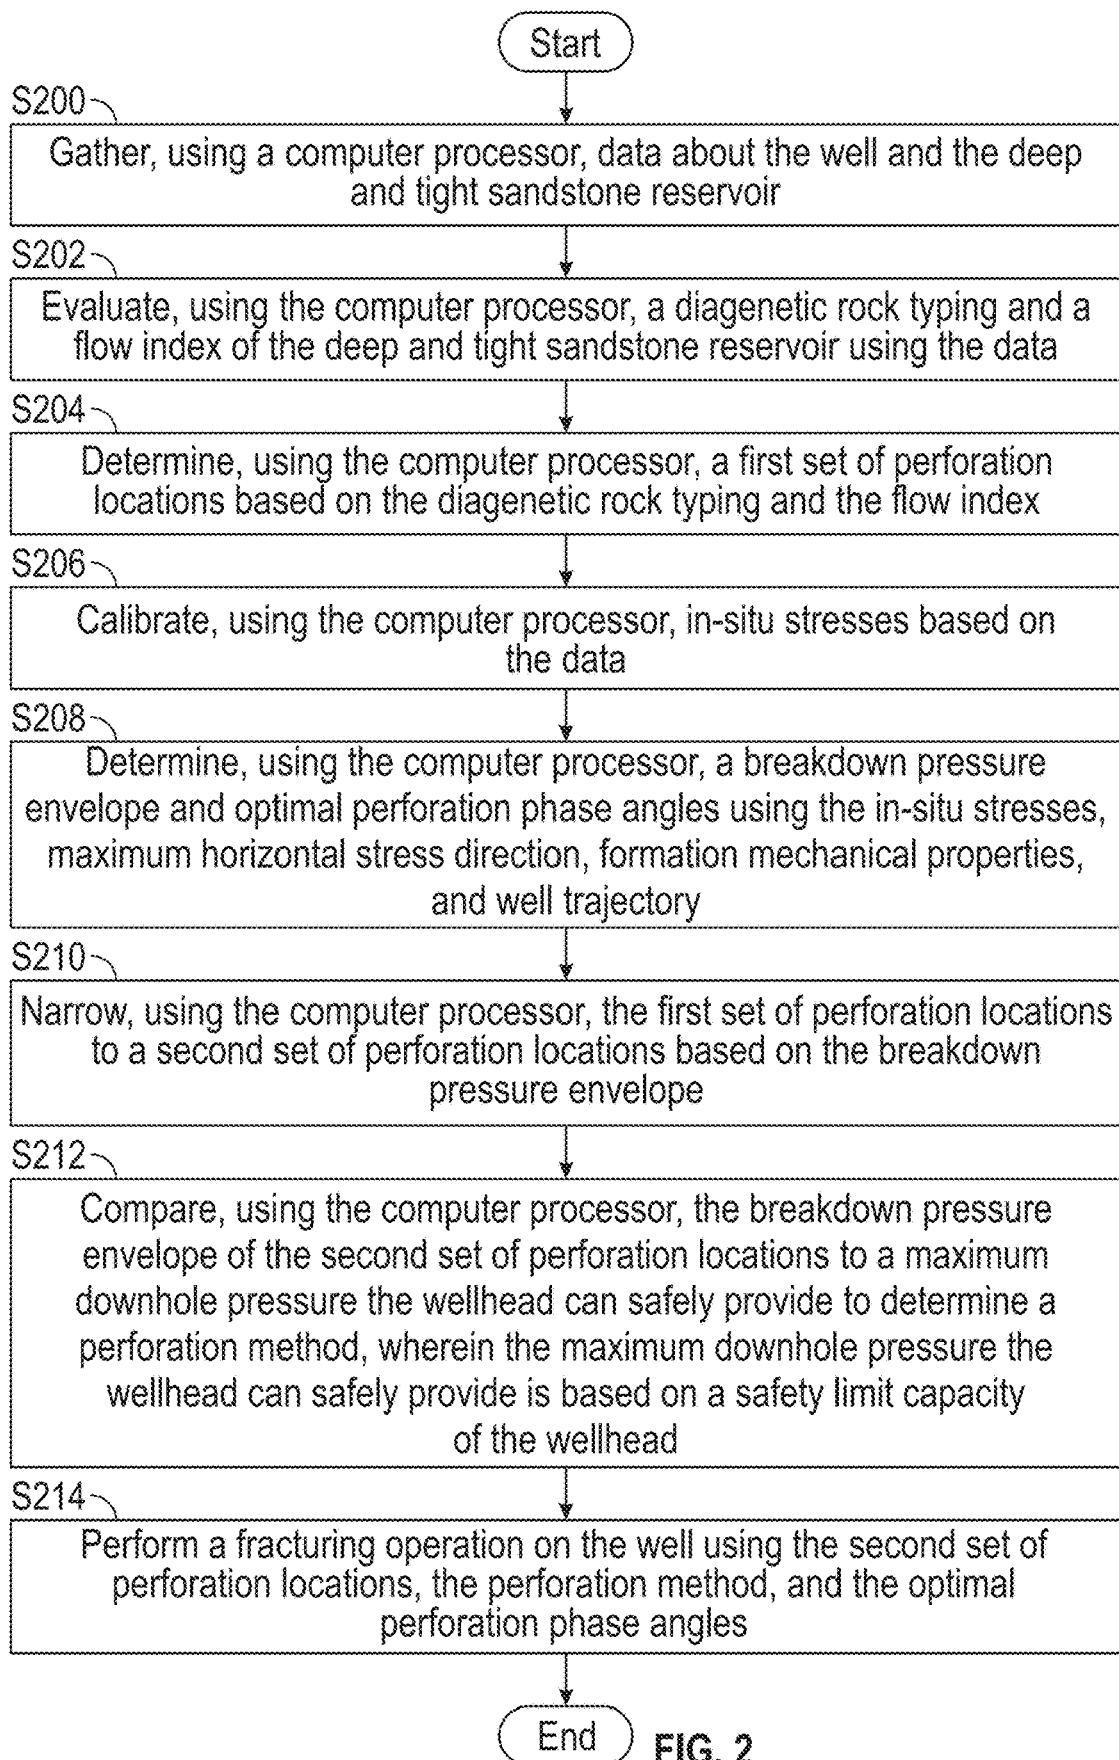 Start
S200
Gather, using a computer processor, data about the well and the deep
and tight sandstone reservoir
S202
Evaluate, using the computer processor, a diagenetic rock typing and a
flow index of the deep and tight sandstone reservoir using the data
S204
Determine, using the computer processor, a first set of perforation
locations based on the diagenetic rock typing and the flow index
S206
Calibrate, using the computer processor, in-situ stresses based on
the data
S208
Determine, using the computer processor, a breakdown pressure
envelope and optimal perforation phase angles using the in-situ stresses,
maximum horizontal stress direction, formation mechanical properties,
and well trajectory
S210
Narrow, using the computer processor, the first set of perforation locations
to a second set of perforation locations based on the breakdown
pressure envelope
S212
Compare, using the computer processor, the breakdown pressure
envelope of the second set of perforation locations to a maximum
downhole pressure the wellhead can safely provide to determine a
perforation method, wherein the maximum downhole pressure the
wellhead can safely provide is based on a safety limit capacity
of the wellhead
S214
Perform a fracturing operation on the well using the second set of
perforation locations, the perforation method, and the optimal
perforation phase angles
End
FIG. 2